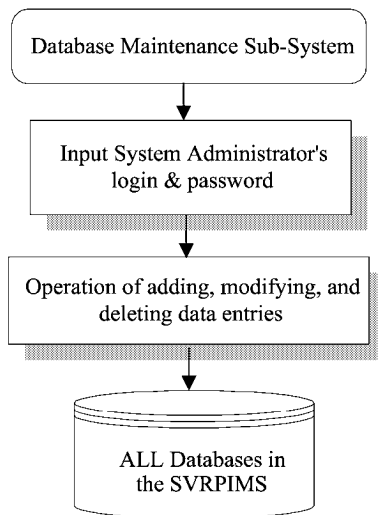 Database Maintenance Sub-System
Input System Administrator's
login & password
Operation of adding, modifying, and
deleting data entries
ALL Databases in
the SVRPIMS